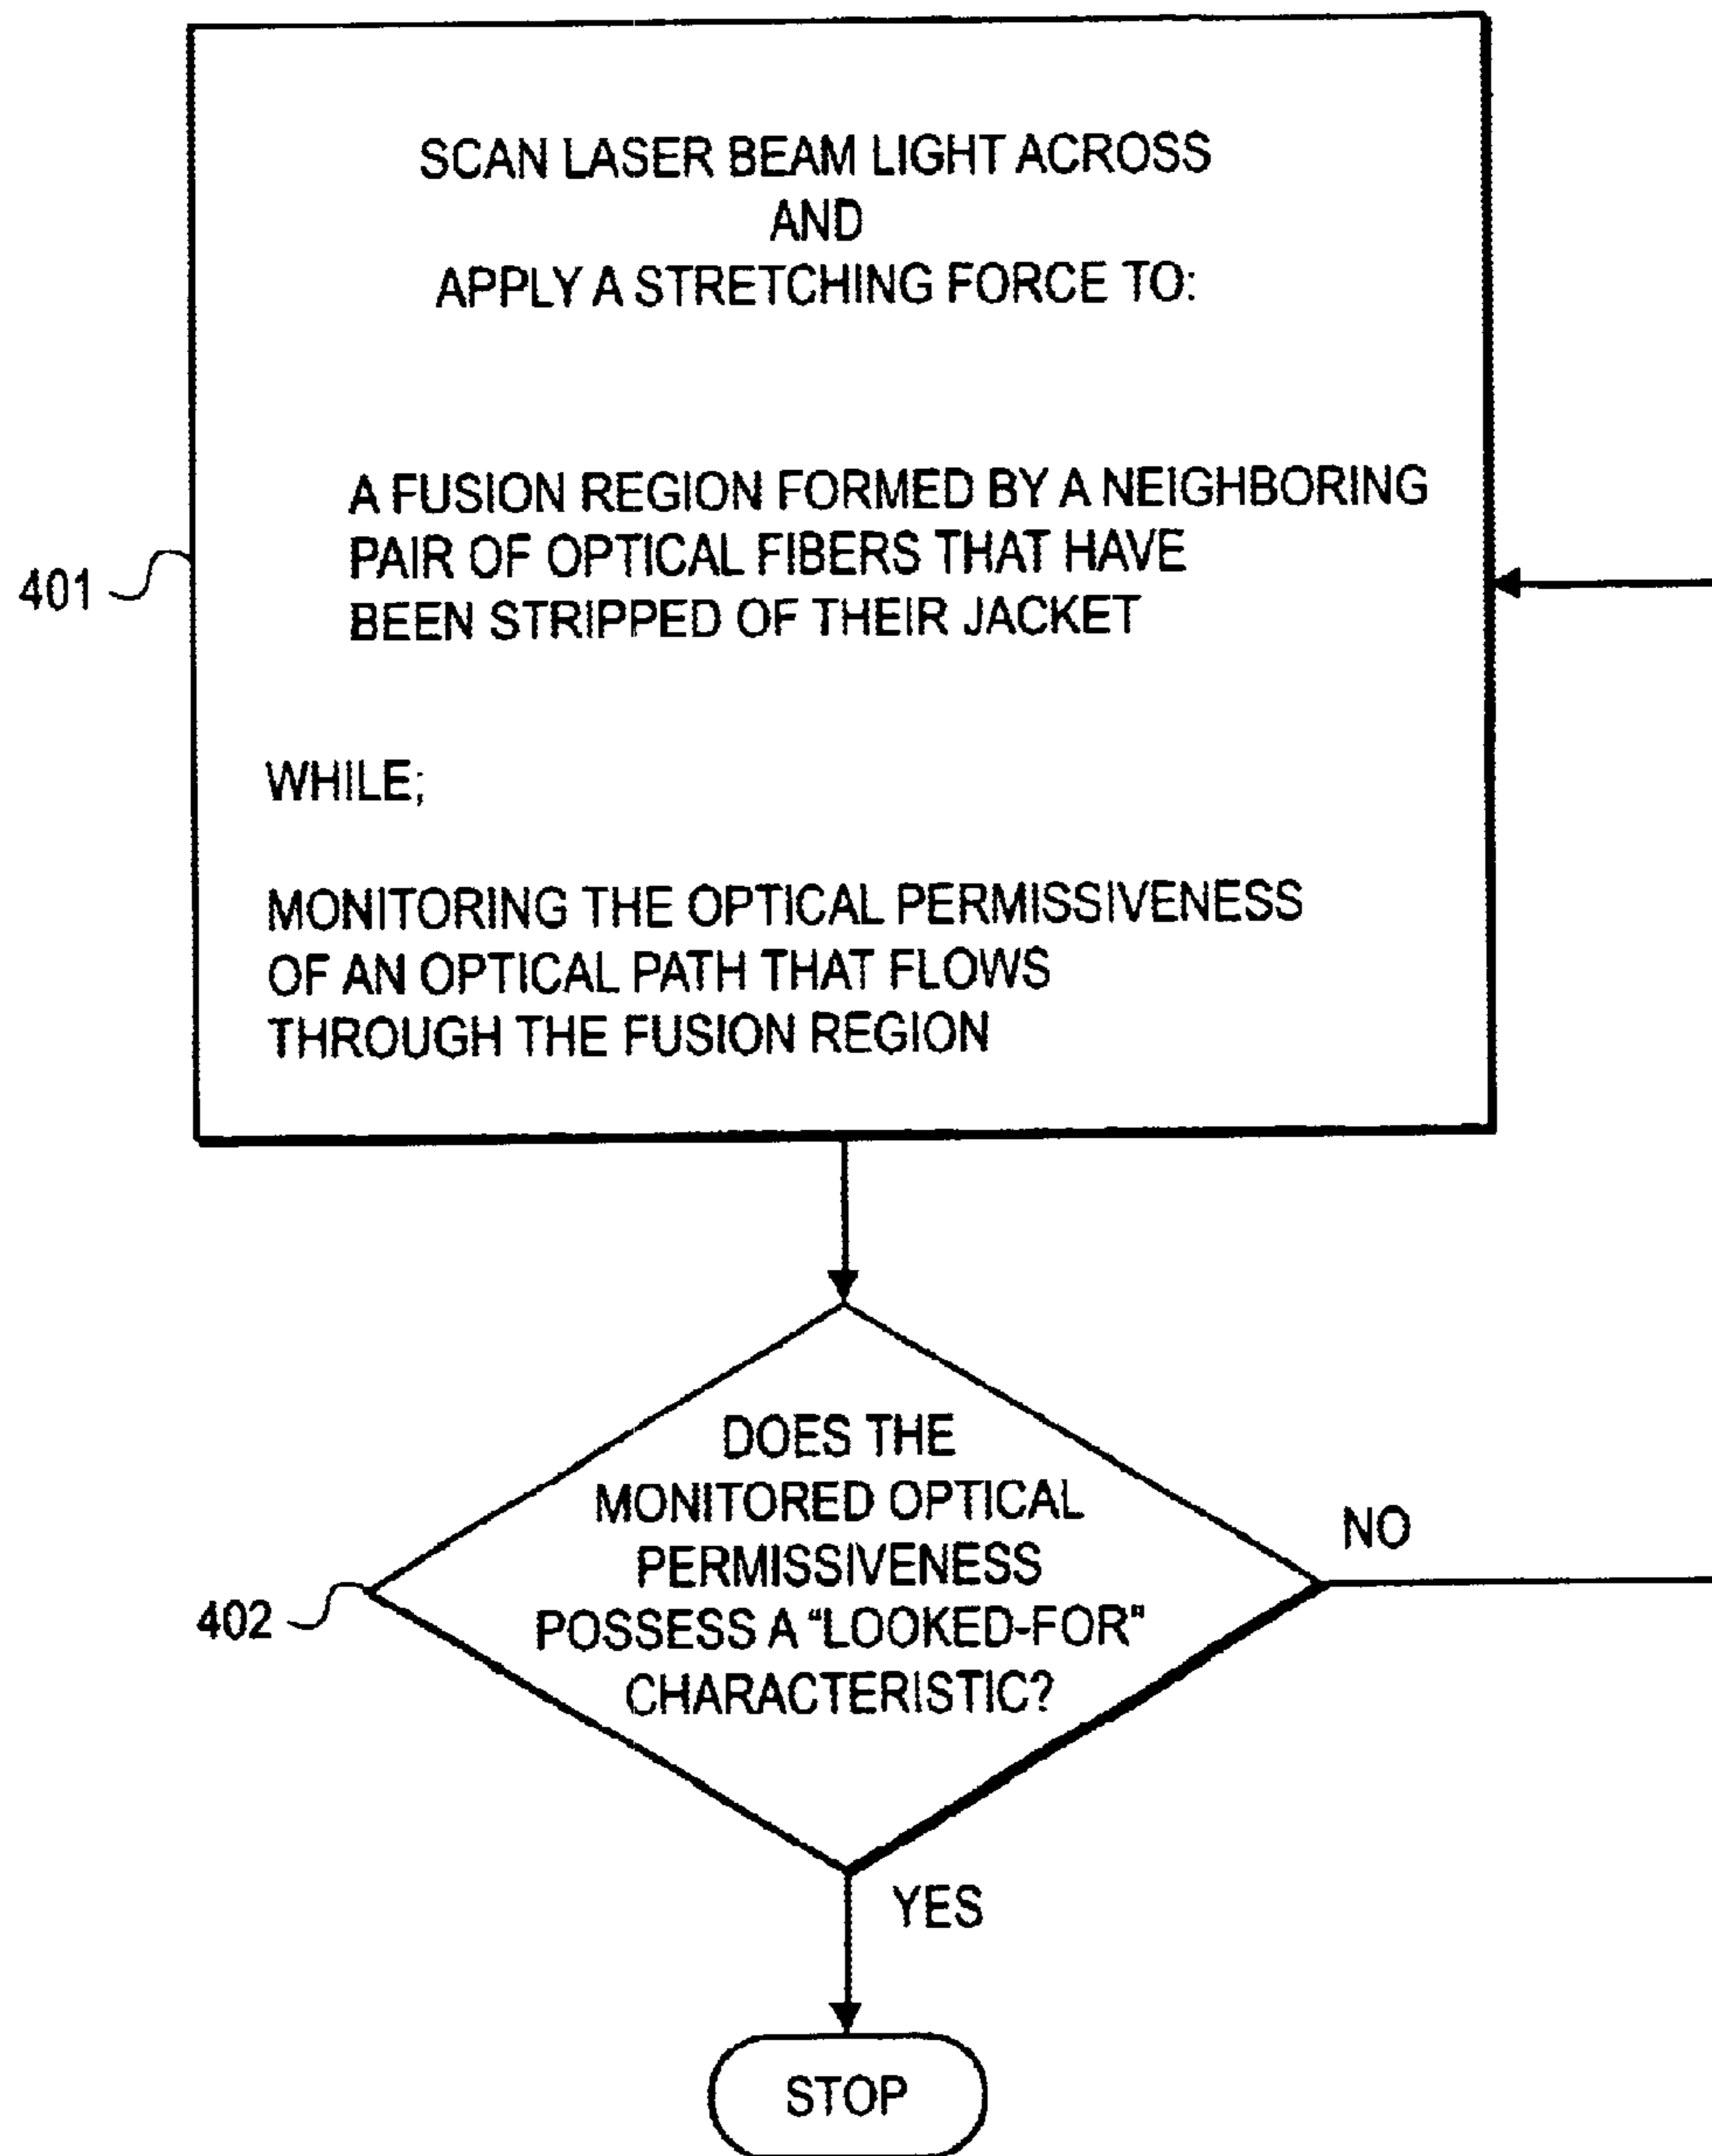 SCAN LASER BEAM LIGHT ACROSS
AND
APPLY A STRETCHING FORCE TO:
A FUSION REGION FORMED BY A NEIGHBORING
PAIR OF OPTICAL FIBERS THAT HAVE
BEEN STRIPPED OF THEIR JACKET
401
WHILE;
MONITORING THE OPTICAL PERMISSIVENESS
OF AN OPTICAL PATH THAT FLOWS
THROUGH THE FUSION REGION
DOES THE
MONITORED OPTICAL
PERMISSIVENESS
POSSESS A "LOOKED-FOR"
CHARACTERISTIC?
402
NO
YES
STOP